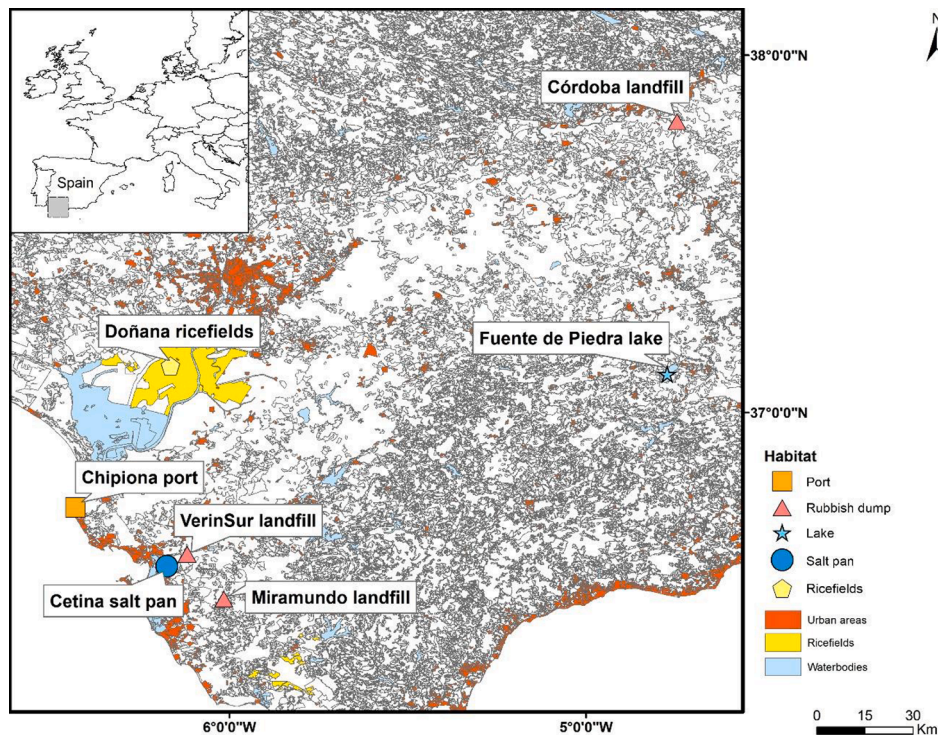 N
38°0'0"N
Córdoba landfill
Spain
Doñana ricefields
Fuente de Piedra lake
37°0'0"N
Chipiona port
VerinSur landfill
Cetina salt pan
Miramundo landfill
Habitat
Port
Rubbish dump
Lake
Salt pan
Ricefields
Urban areas
Ricefields
Waterbodies
6°0'0"W
5°0'0"W
0 15 30
Km